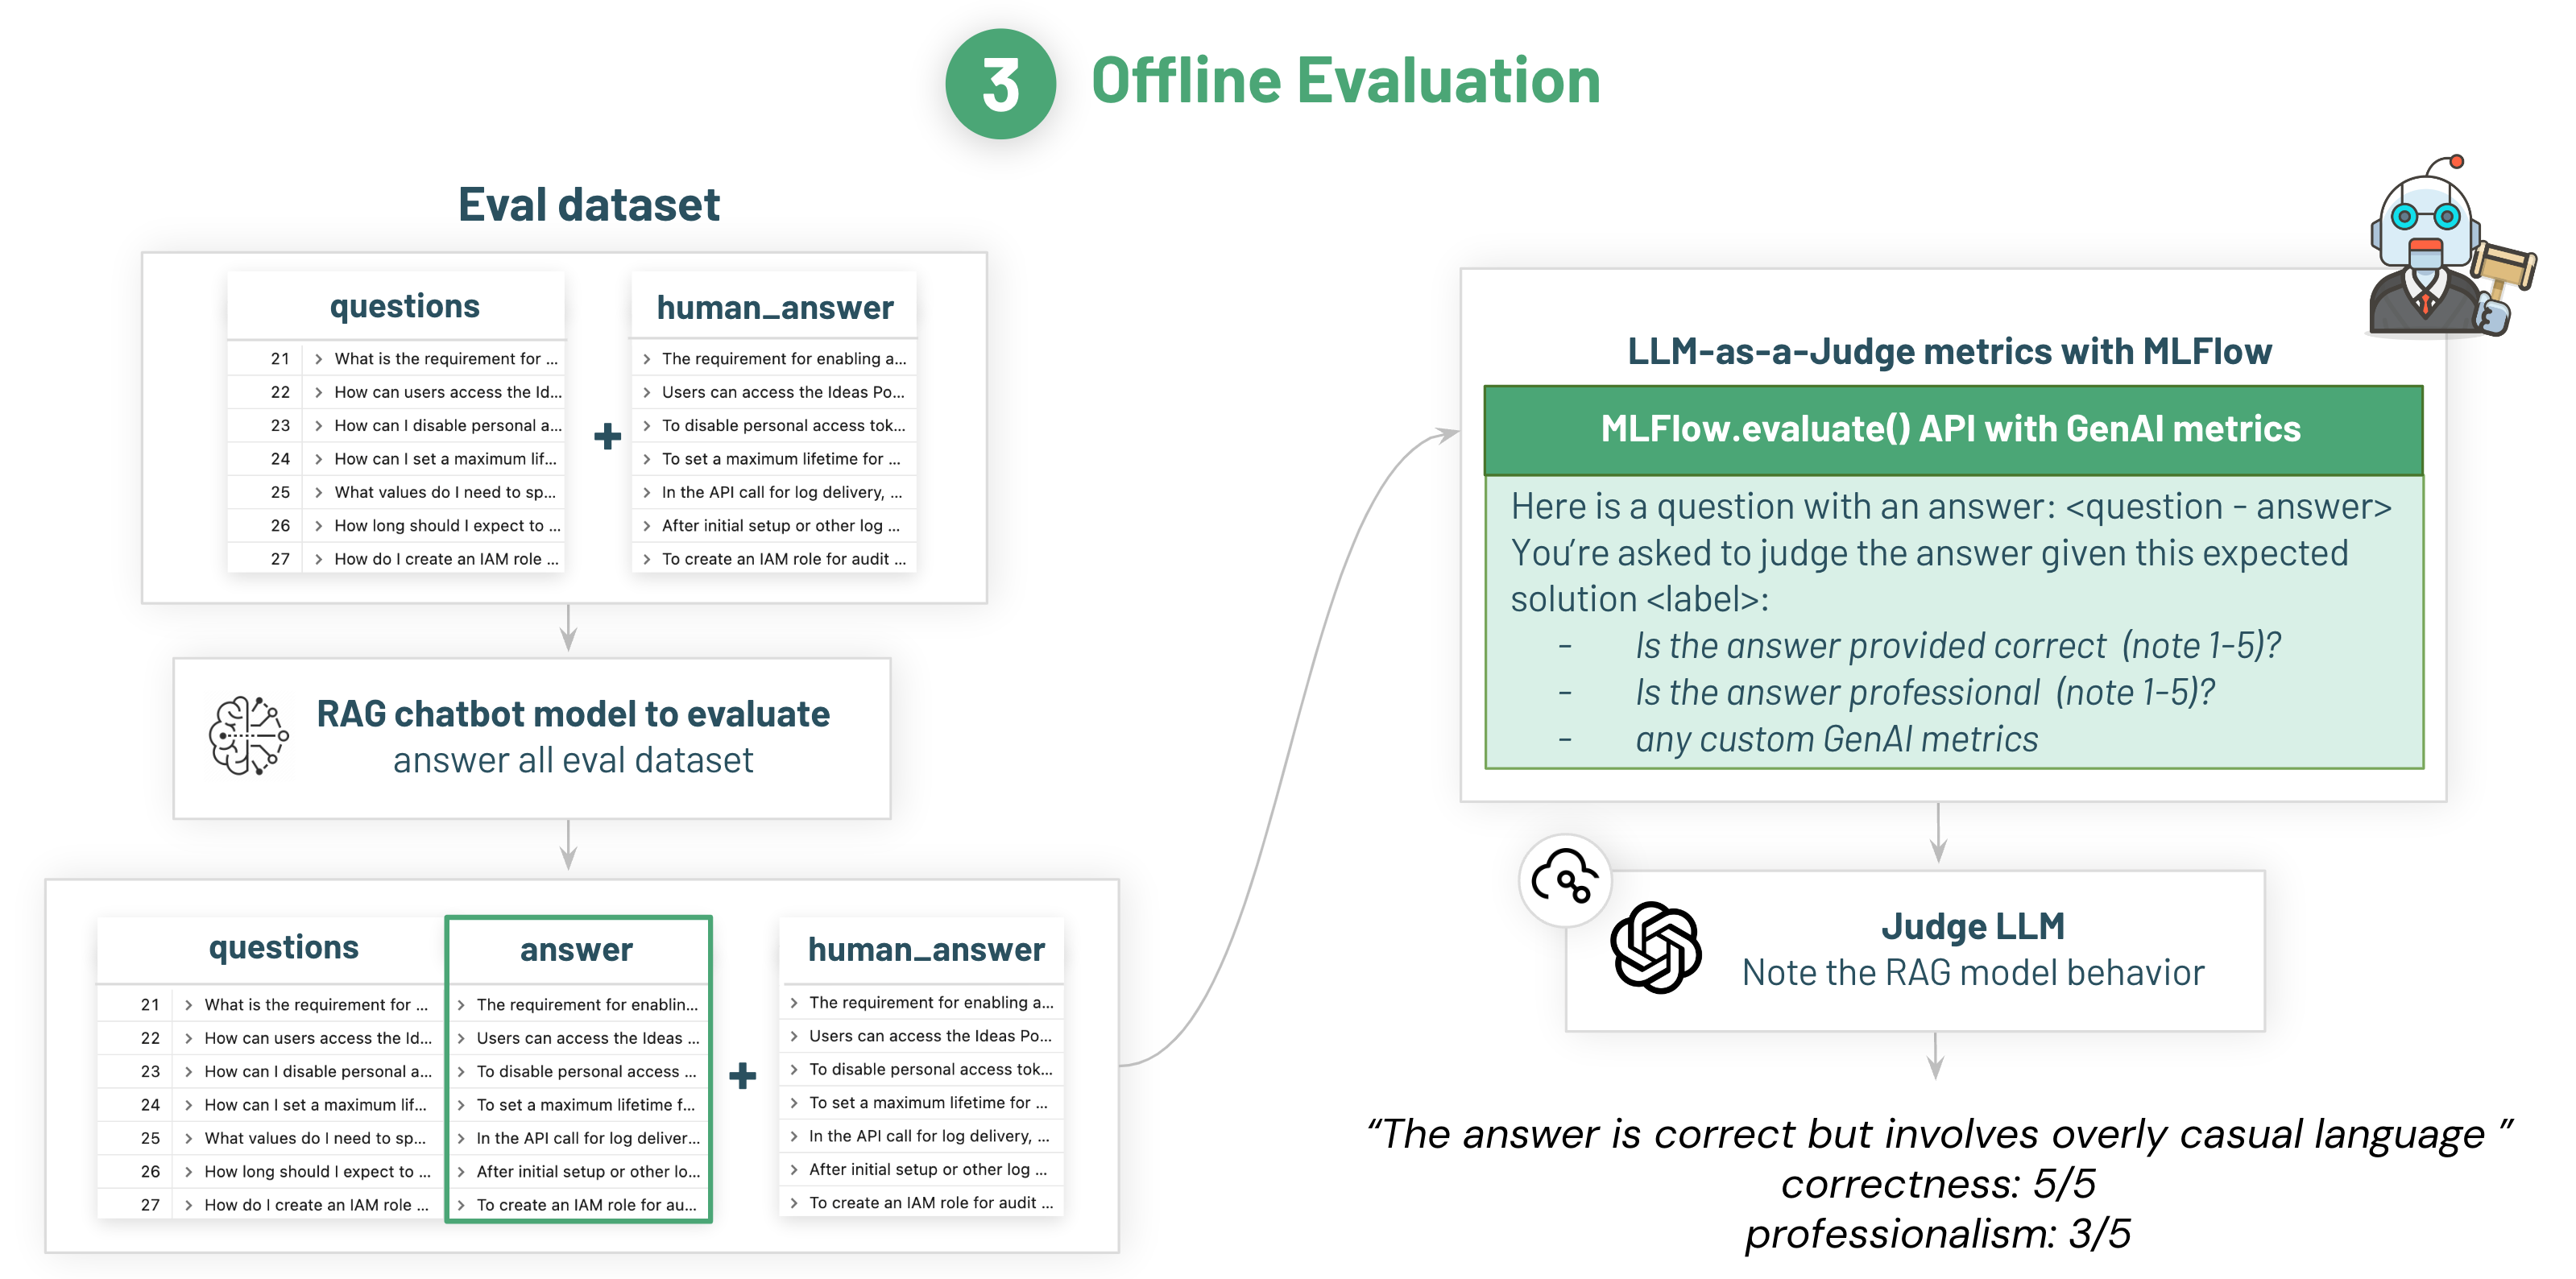 3 Offline Evaluation
Eval dataset
questions
21 > What is the requirement for ...
22 > How can users access the Id...
23 > How can I disable personal a...
24 > How can I set a maximum lif...
25 > What values do I need to sp...
26 > How long should I expect to ...
27 > How do I create an IAM role ...
+
human_answer
> The requirement for enabling a...
> Users can access the Ideas Po...
> To disable personal access tok...
> To set a maximum lifetime for ...
> In the API call for log delivery, ...
> After initial setup or other log ...
> To create an IAM role for audit ...
RAG chatbot model to evaluate
answer all eval dataset
questions
21 > What is the requirement for ...
22 > How can users access the Id...
23 > How can I disable personal a...
24 > How can I set a maximum lif...
25 > What values do I need to sp...
26 > How long should I expect to ...
27 > How do I create an IAM role ...
answer
> The requirement for enablin...
> Users can access the Ideas ...
> To disable personal access ...
> To set a maximum lifetime f...
> In the API call for log deliver...
> After initial setup or other lo...
> To create an IAM role for au...
+
human_answer
> The requirement for enabling a...
> Users can access the Ideas Po...
> To disable personal access tok...
> To set a maximum lifetime for ...
> In the API call for log delivery, ...
> After initial setup or other log ...
> To create an IAM role for audit ...
LLM-as-a-Judge metrics with MLFlow
MLFlow.evaluate() API with GenAI metrics
Here is a question with an answer: <question - answer>
You’re asked to judge the answer given this expected
solution <label>:
- Is the answer provided correct (note 1-5)?
- Is the answer professional (note 1-5)?
- any custom GenAI metrics
Judge LLM
Note the RAG model behavior
“The answer is correct but involves overly casual language ”
correctness: 5/5
professionalism: 3/5